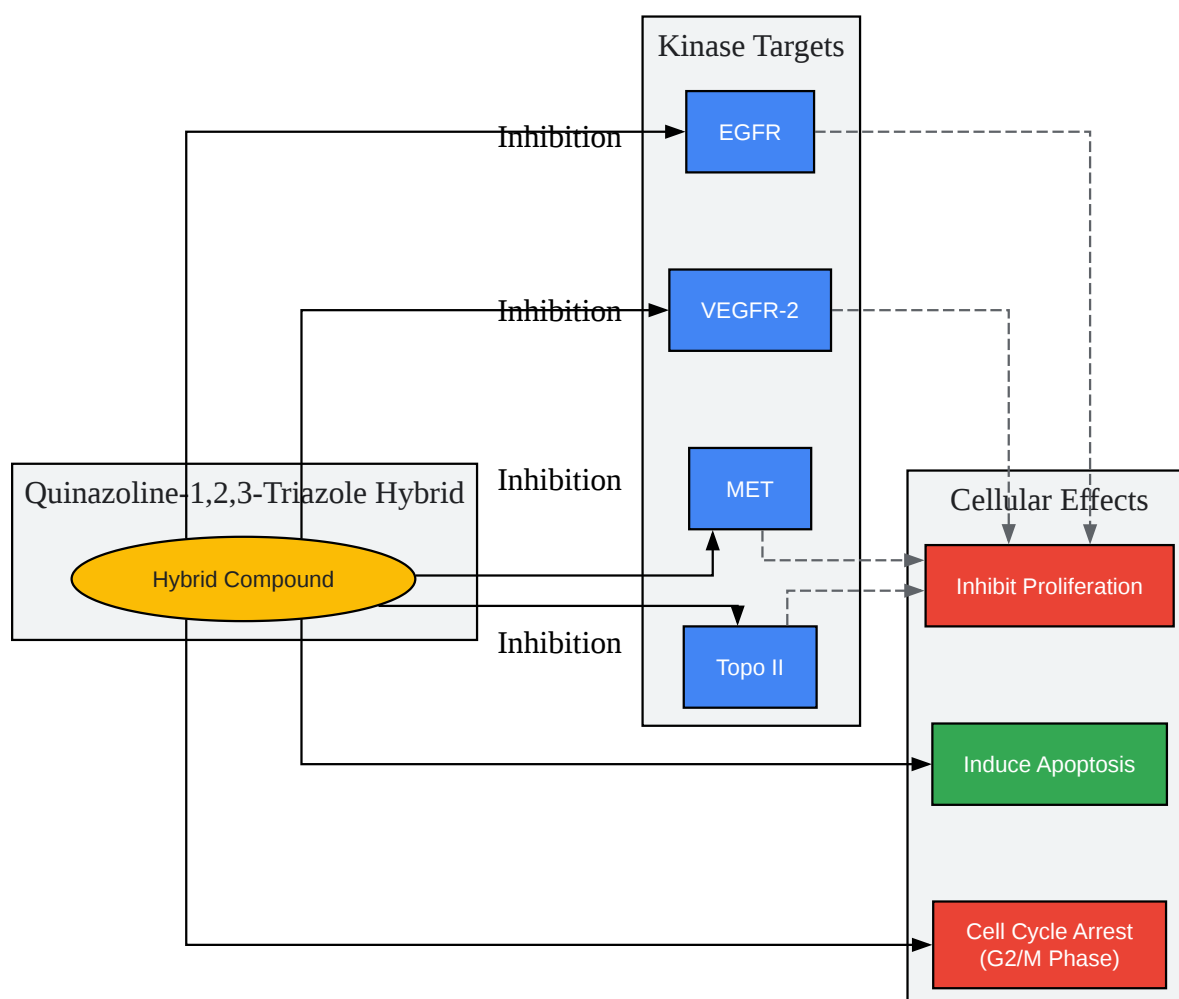 Kinase Targets
Inhibition
EGFR
Inhibition
VEGFR-2
Inhibition
MET
Quinazoline-1,2,3-Triazole Hybrid
Hybrid Compound
Inhibition
Topo II
Cellular Effects
Inhibit Proliferation
Induce Apoptosis
Cell Cycle Arrest
(G2/M Phase)